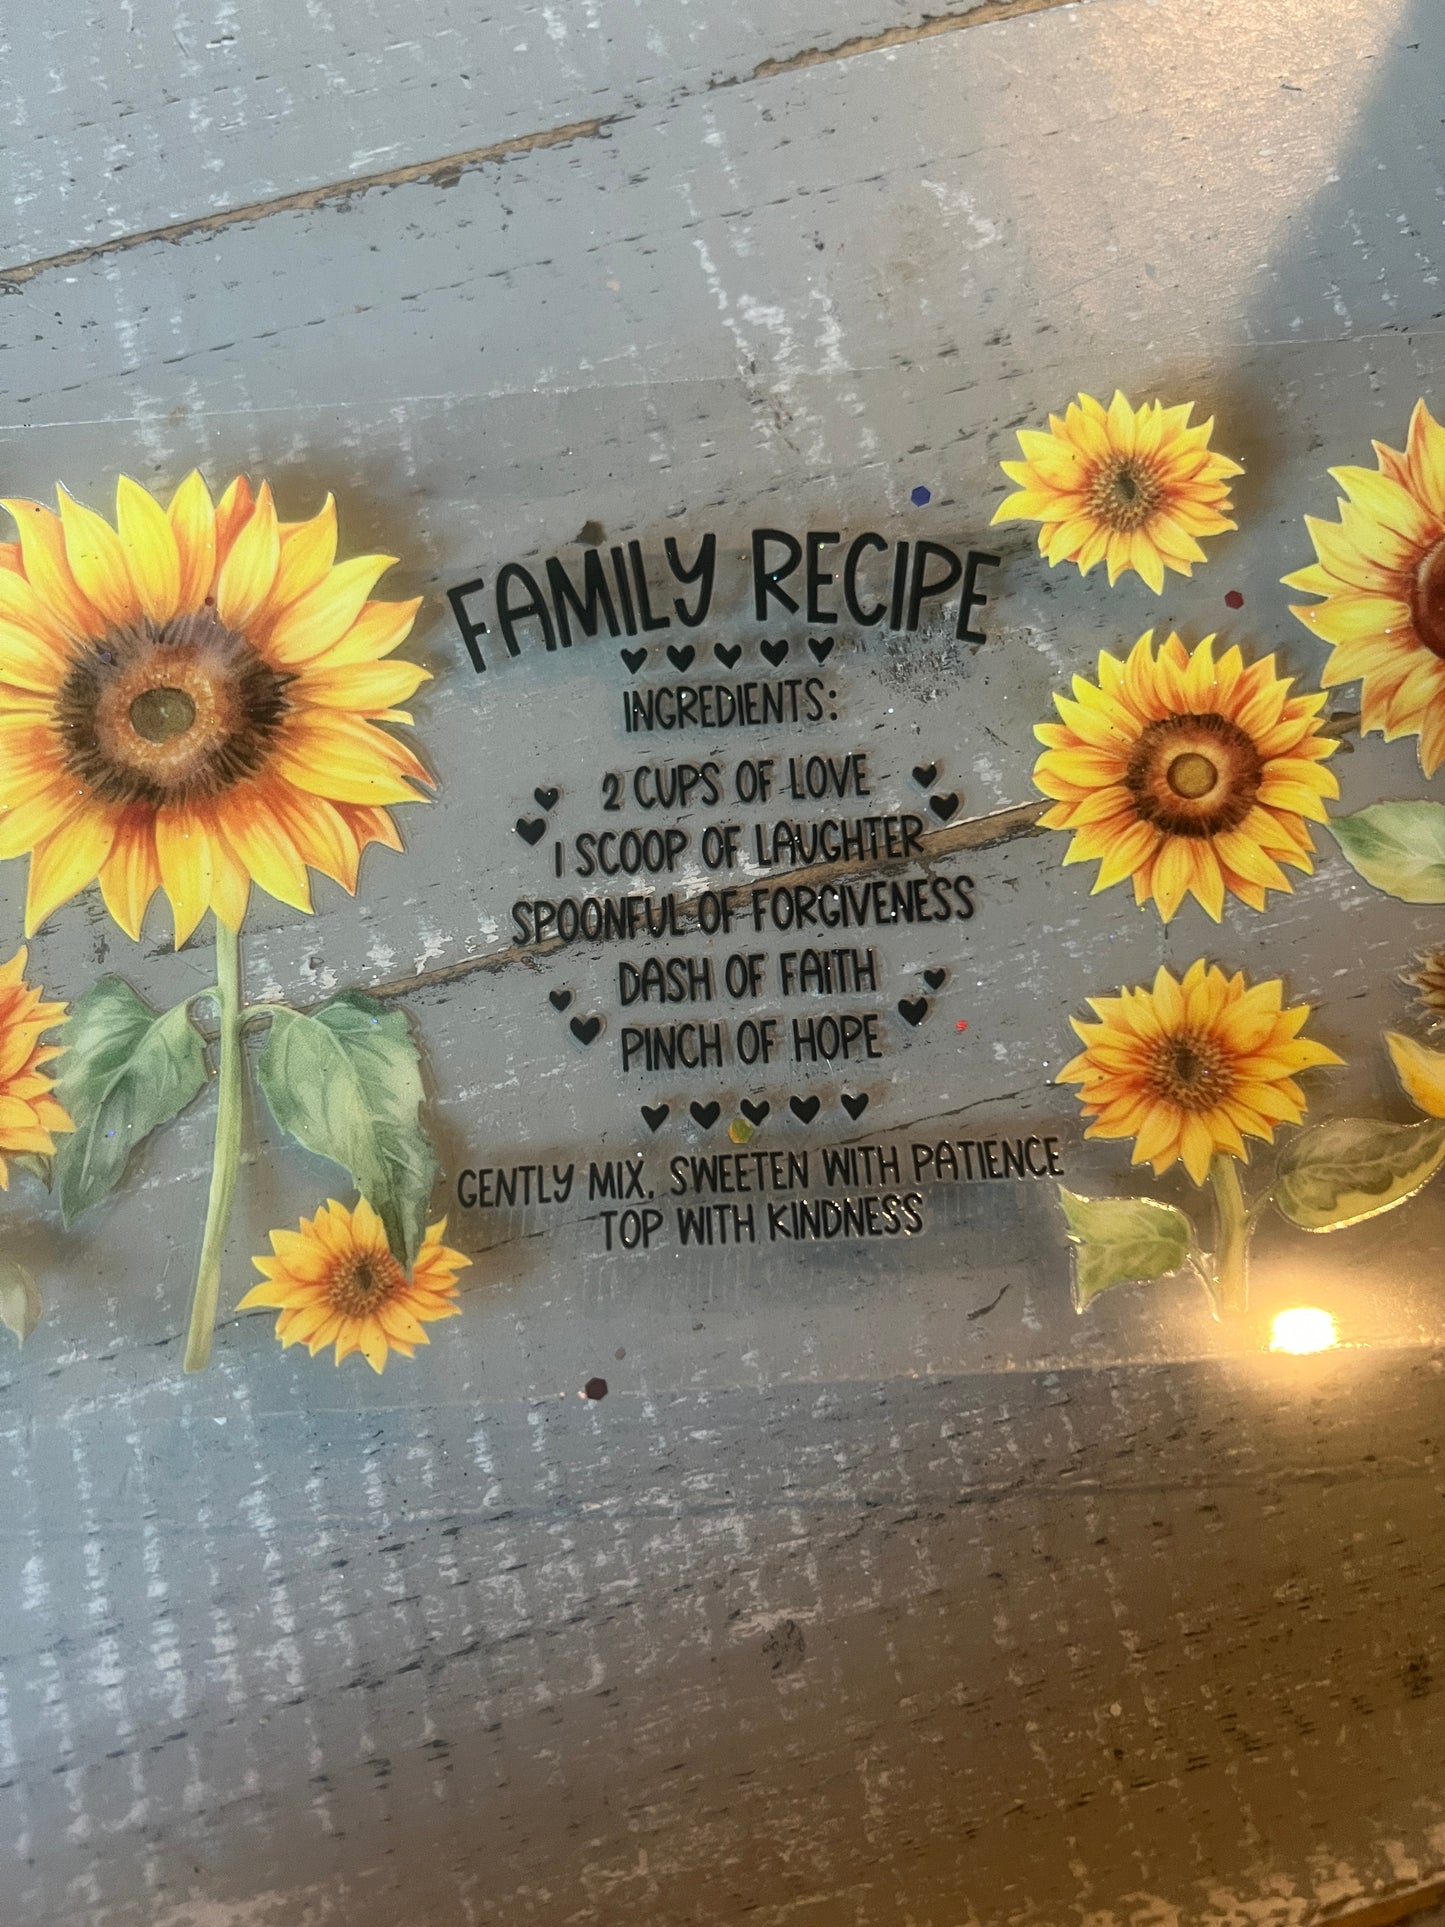 FAMILY RECIPE
INGREDIENTS:
2 CUPS OF LOVE
1 SCOOP OF LAUGHTER
SPOONFUL OF FORGIVENESS
DASH OF FAITH
PINCH OF HOPE
GENTLY MIX, SWEETEN WITH PATIENCE
TOP WITH KINDNESS